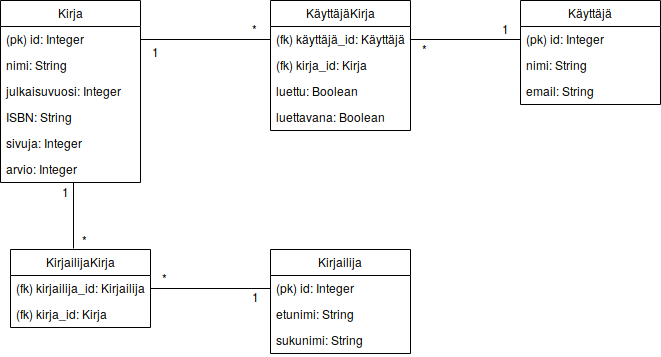 Kirja
(pk) id: Integer
nimi: String
julkaisuvuosi: Integer
ISBN: String
sivuja: Integer
arvio: Integer
1
*
KäyttäjäKirja
(fk) käyttäjä_id: Käyttäjä
(fk) kirja_id: Kirja
luettu: Boolean
luettavana: Boolean
*
1
Käyttäjä
(pk) id: Integer
nimi: String
email: String
1
*
KirjailijaKirja
(fk) kirjailija_id: Kirjailija
(fk) kirja_id: Kirja
*
1
Kirjailija
(pk) id: Integer
etunimi: String
sukunimi: String